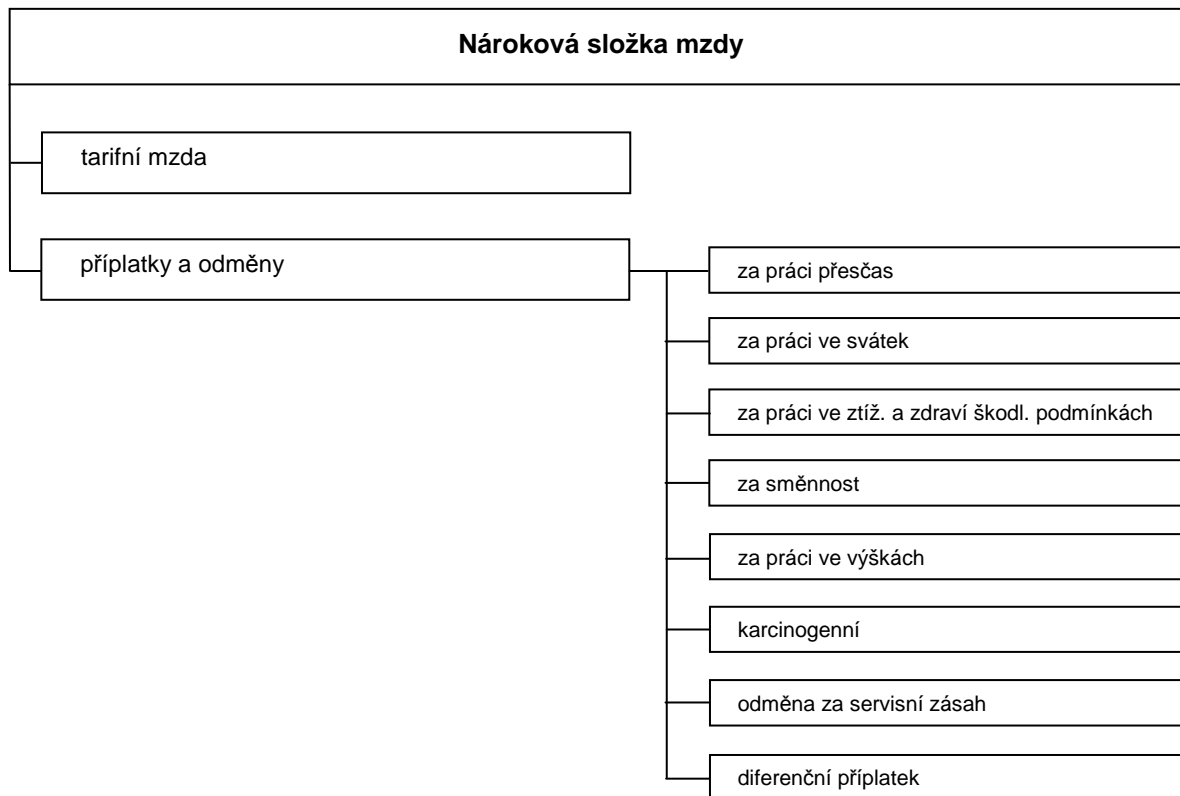 Nároková složka mzdy
tarifní mzda
příplatky a odměny
za práci přesčas
za práci ve svátek
za práci ve ztíž. a zdraví škodl. podmínkách
za směnnost
za práci ve výškách
karcinogenní
odměna za servisní zásah
diferenční příplatek